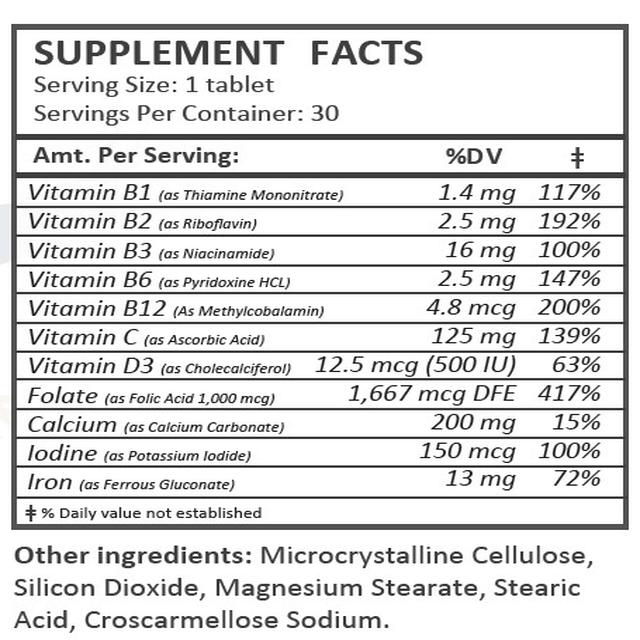 SUPPLEMENT FACTS
Serving Size: 1 tablet
Servings Per Container: 30
Amt. Per Serving: %DV ǂ
Vitamin B1 (as Thiamine Mononitrate) 1.4 mg 117%
Vitamin B2 (as Riboflavin) 2.5 mg 192%
Vitamin B3 (as Niacinamide) 16 mg 100%
Vitamin B6 (as Pyridoxine HCL) 2.5 mg 147%
Vitamin B12 (As Methylcobalamin) 4.8 mcg 200%
Vitamin C (as Ascorbic Acid) 125 mg 139%
Vitamin D3 (as Cholecalciferol) 12.5 mcg (500 IU) 63%
Folate (as Folic Acid 1,000 mcg) 1,667 mcg DFE 417%
Calcium (as Calcium Carbonate) 200 mg 15%
Iodine (as Potassium Iodide) 150 mcg 100%
Iron (as Ferrous Gluconate) 13 mg 72%
ǂ % Daily value not established
Other ingredients: Microcrystalline Cellulose,
Silicon Dioxide, Magnesium Stearate, Stearic
Acid, Croscarmellose Sodium.